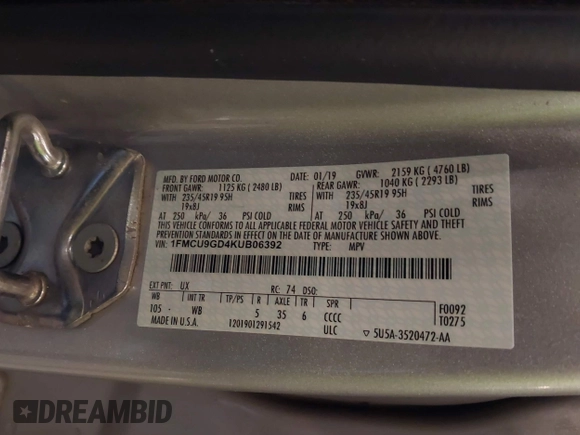 MFD. BY FORD MOTOR CO. DATE: 01/19 GVWR: 2159 KG ( 4760 LB)
FRONT GAWR: 1125 KG ( 2480 LB) REAR GAWR: 1040 KG ( 2293 LB)
WITH 235/45R19 95H TIRES WITH 235/45R19 95H TIRES
19x8J RIMS 19x8J RIMS
AT 250 kPa/ 36 PSI COLD AT 250 kPa/ 36 PSI COLD
THIS VEHICLE CONFORMS TO ALL APPLICABLE FEDERAL MOTOR VEHICLE SAFETY AND THEFT PREVENTION
STANDARDS IN EFFECT ON THE DATE OF MANUFACTURE SHOWN ABOVE.
VIN: 1FMCU9GD4KUB06392 TYPE: MPV
EXT PNT: UX RC: 74 DSO:
WB INT TR TP/PS R AXLE TR SPR
105 - WB 5 35 6 CCCC F0092
T0275
MADE IN U.S.A. 1201901291542 ULC ▽ 5U5A-3520472-AA
DREAMBID